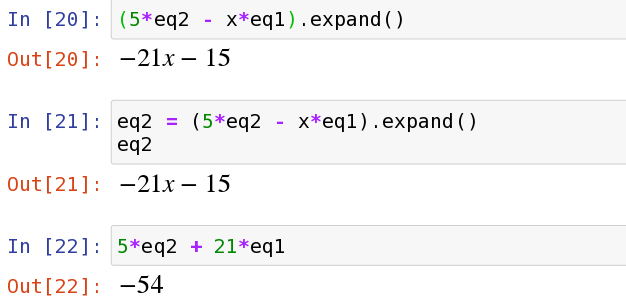 In [20]: (5*eq2 - x*eq1).expand()
Out[20]: −21x − 15
In [21]: eq2 = (5*eq2 - x*eq1).expand()
eq2
Out[21]: −21x − 15
In [22]: 5*eq2 + 21*eq1
Out[22]: −54